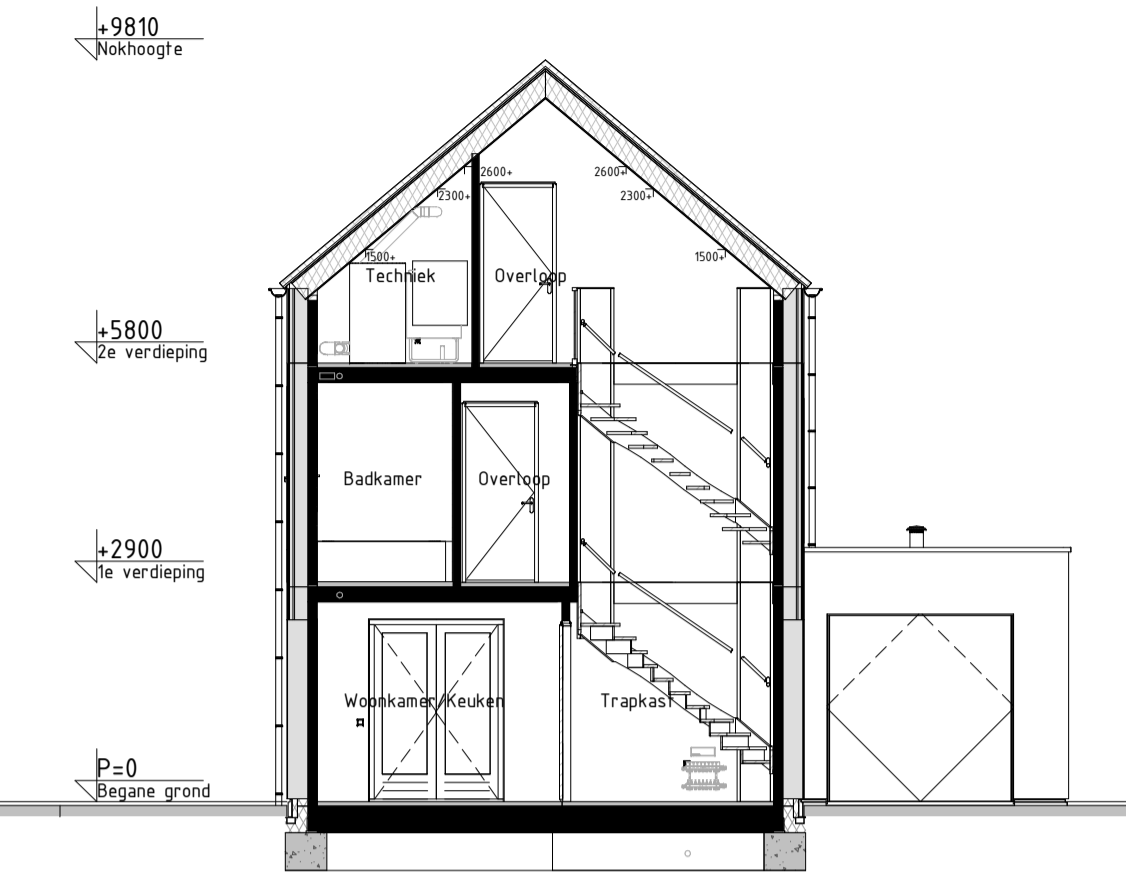 +9810
Nokhoogte
2600+
2600+
2300+
2300+
1500+
1500+
Techniek
Overloop
+5800
2e verdieping
Badkamer
Overloop
+2900
1e verdieping
Woonkamer/Keuken
Trapkast
P=0
Begane grond